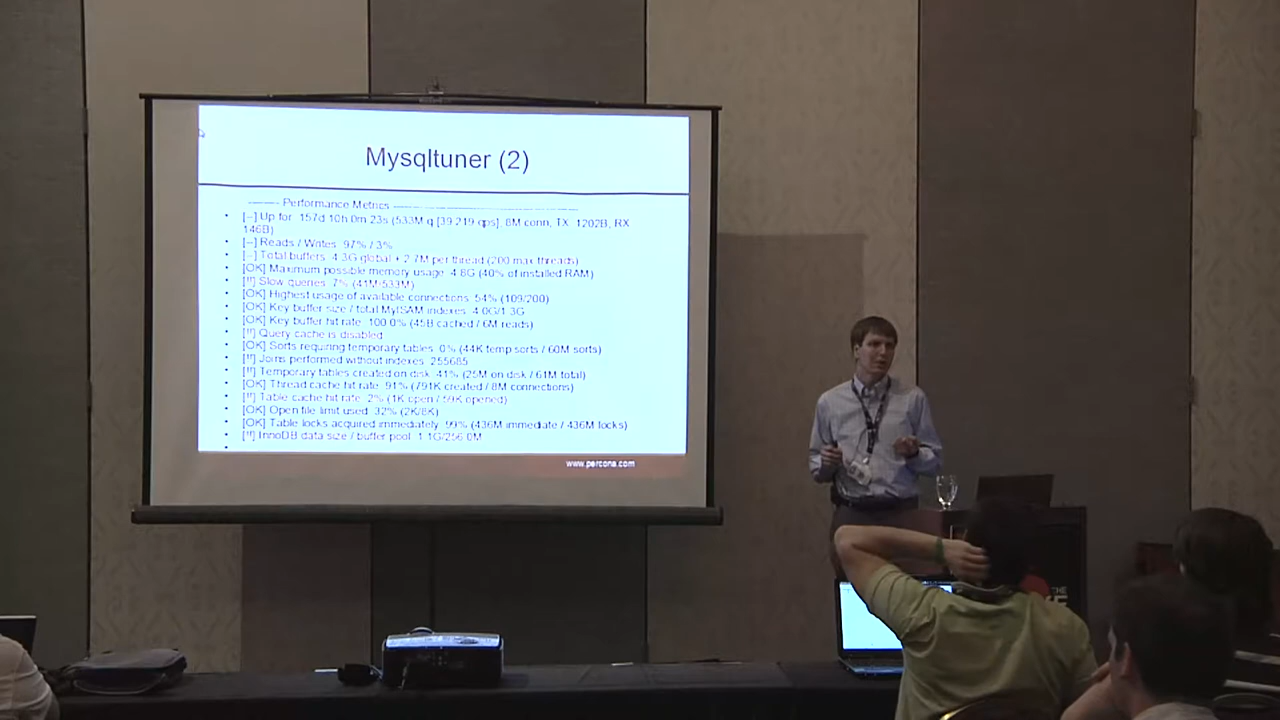 Mysqltuner (2)
-------- Performance Metrics --------
[--] Up for: 157d 10h 0m 23s (533M q [39.219 qps], 8M conn, TX: 1202B, RX:
146B)
[--] Reads / Writes: 97% / 3%
[--] Total buffers: 4.3G global + 2.7M per thread (200 max threads)
[OK] Maximum possible memory usage: 4.8G (40% of installed RAM)
[!!] Slow queries: 7% (41M/533M)
[OK] Highest usage of available connections: 54% (109/200)
[OK] Key buffer size / total MyISAM indexes: 4.0G/1.3G
[OK] Key buffer hit rate: 100.0% (45B cached / 6M reads)
[!!] Query cache is disabled
[OK] Sorts requiring temporary tables: 0% (44K temp sorts / 60M sorts)
[!!] Joins performed without indexes: 255685
[!!] Temporary tables created on disk: 41% (25M on disk / 61M total)
[OK] Thread cache hit rate: 91% (791K created / 8M connections)
[!!] Table cache hit rate: 2% (1K open / 59K opened)
[OK] Open file limit used: 32% (2K/8K)
[OK] Table locks acquired immediately: 99% (436M immediate / 436M locks)
[!!] InnoDB data size / buffer pool: 1.1G/256.0M
www.percona.com
THE